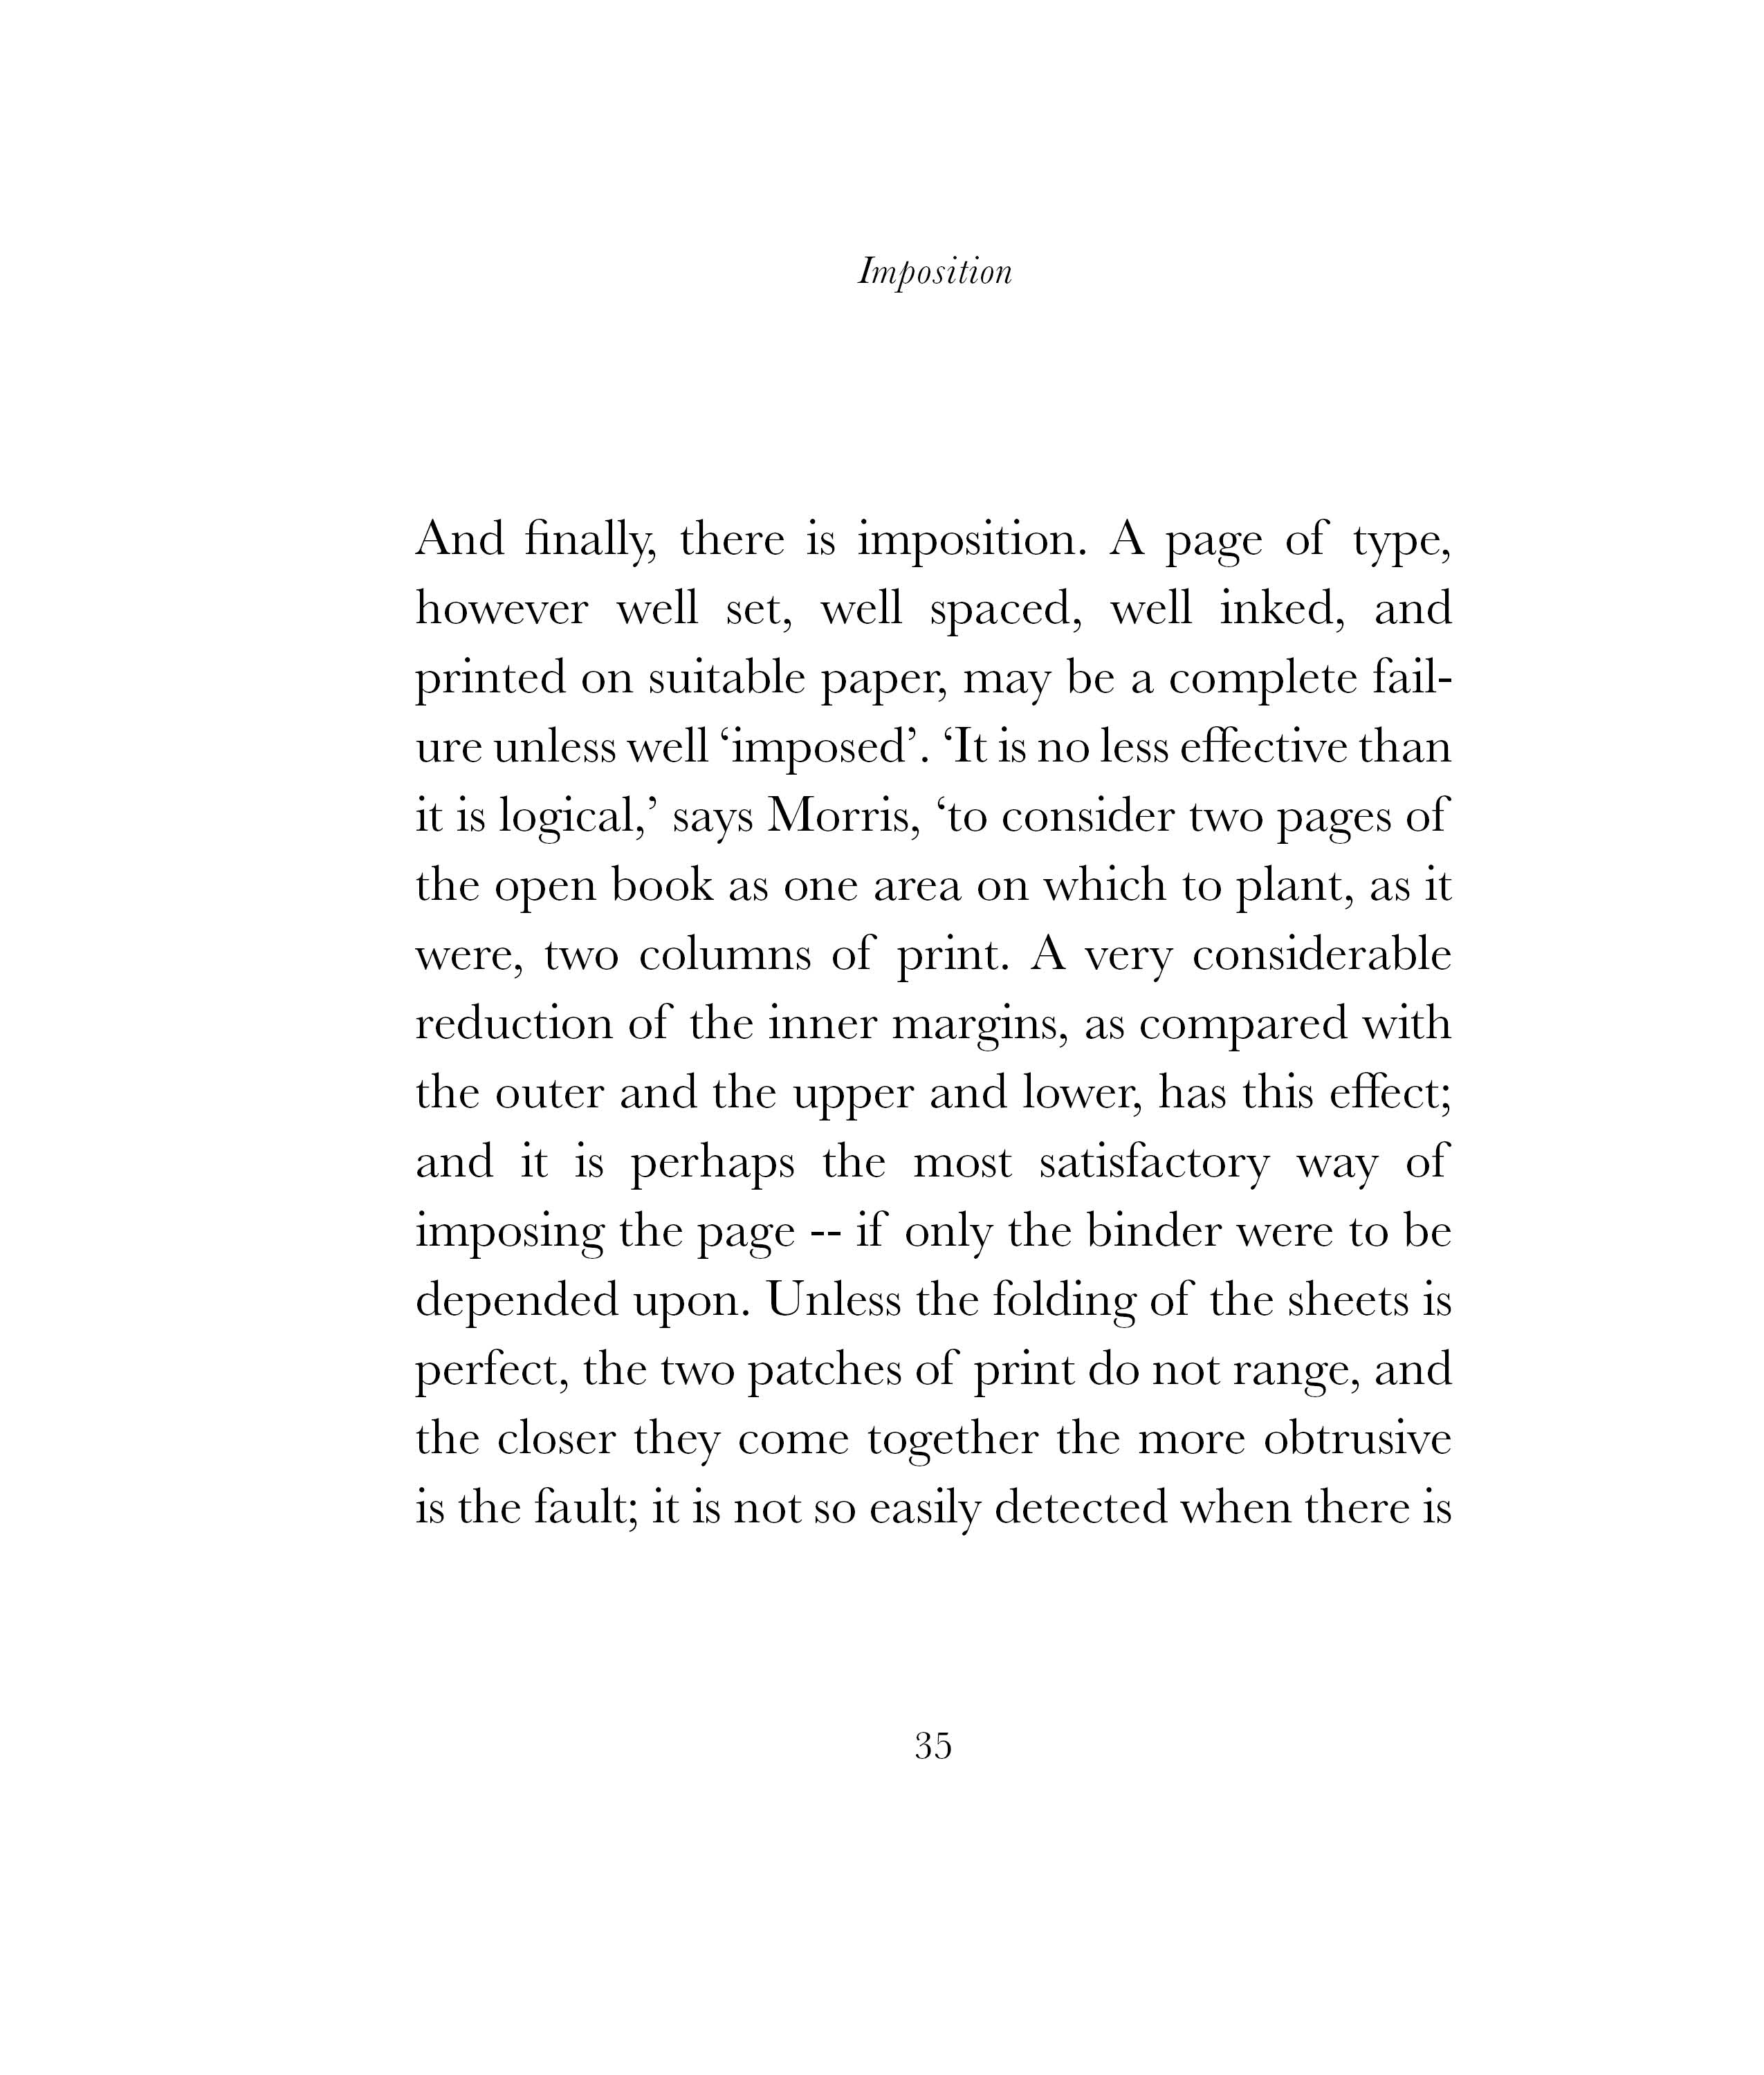 Imposition
And finally, there is imposition. A page of type,
however well set, well spaced, well inked, and
printed on suitable paper, may be a complete fail-
ure unless well ‘imposed’. ‘It is no less effective than
it is logical,’ says Morris, ‘to consider two pages of
the open book as one area on which to plant, as it
were, two columns of print. A very considerable
reduction of the inner margins, as compared with
the outer and the upper and lower, has this effect;
and it is perhaps the most satisfactory way of
imposing the page -- if only the binder were to be
depended upon. Unless the folding of the sheets is
perfect, the two patches of print do not range, and
the closer they come together the more obtrusive
is the fault; it is not so easily detected when there is
35